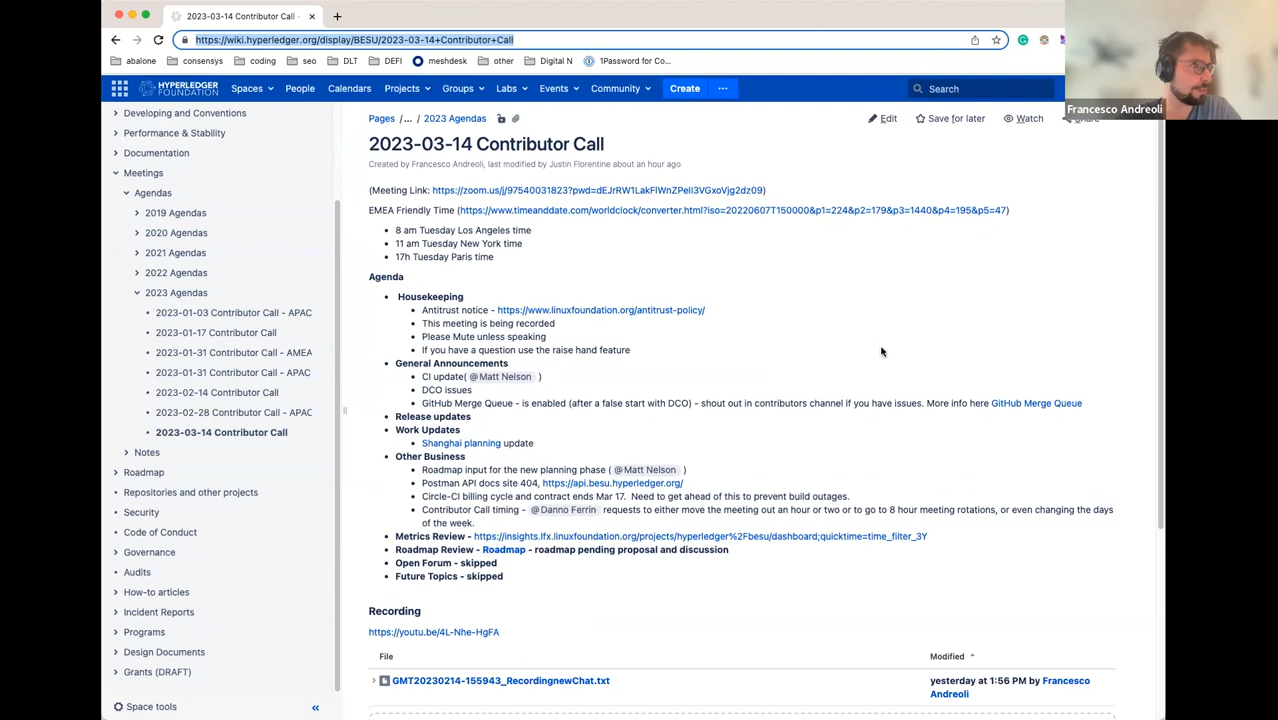 2023-03-14 Contributor Call -
https://wiki.hyperledger.org/display/BESU/2023-03-14+Contributor+Call
abalone
consensys
coding
seo
DLT
DEFI
meshdesk
other
Digital N
1Password for Co...
HYPERLEDGER
FOUNDATION
Spaces
People
Calendars
Projects
Groups
Labs
Events
Community
Create
Search
Francesco Andreoli
Developing and Conventions
Performance & Stability
Documentation
Meetings
Agendas
2019 Agendas
2020 Agendas
2021 Agendas
2022 Agendas
2023 Agendas
2023-01-03 Contributor Call - APAC
2023-01-17 Contributor Call
2023-01-31 Contributor Call - AMEA
2023-01-31 Contributor Call - APAC
2023-02-14 Contributor Call
2023-02-28 Contributor Call - APAC
2023-03-14 Contributor Call
Notes
Roadmap
Repositories and other projects
Security
Code of Conduct
Governance
Audits
How-to articles
Incident Reports
Programs
Design Documents
Grants (DRAFT)
Space tools
Pages /... / 2023 Agendas
Edit
Save for later
Watch
Share
2023-03-14 Contributor Call
Created by Francesco Andreoli, last modified by Justin Florentine about an hour ago
(Meeting Link: https://zoom.us/j/97540031823?pwd=dEJrRW1LakFIWnZPeli3VGxoVjg2dz09)
EMEA Friendly Time (https://www.timeanddate.com/worldclock/converter.html?iso=20220607T150000&p1=224&p2=179&p3=1440&p4=195&p5=47)
8 am Tuesday Los Angeles time
11 am Tuesday New York time
17h Tuesday Paris time
Agenda
Housekeeping
Antitrust notice - https://www.linuxfoundation.org/antitrust-policy/
This meeting is being recorded
Please Mute unless speaking
If you have a question use the raise hand feature
General Announcements
CI update( @Matt Nelson )
DCO issues
GitHub Merge Queue - is enabled (after a false start with DCO) - shout out in contributors channel if you have issues. More info here GitHub Merge Queue
Release updates
Work Updates
Shanghai planning update
Other Business
Roadmap input for the new planning phase ( @Matt Nelson )
Postman API docs site 404, https://api.besu.hyperledger.org/
Circle-CI billing cycle and contract ends Mar 17. Need to get ahead of this to prevent build outages.
Contributor Call timing - @Danno Ferrin requests to either move the meeting out an hour or two or to go to 8 hour meeting rotations, or even changing the days
of the week.
Metrics Review - https://insights.lfx.linuxfoundation.org/projects/hyperledger%2Fbesu/dashboard;quicktime=time_filter_3Y
Roadmap Review - Roadmap - roadmap pending proposal and discussion
Open Forum - skipped
Future Topics - skipped
Recording
https://youtu.be/4L-Nhe-HgFA
File
Modified
GMT20230214-155943_RecordingnewChat.txt
yesterday at 1:56 PM by Francesco
Andreoli